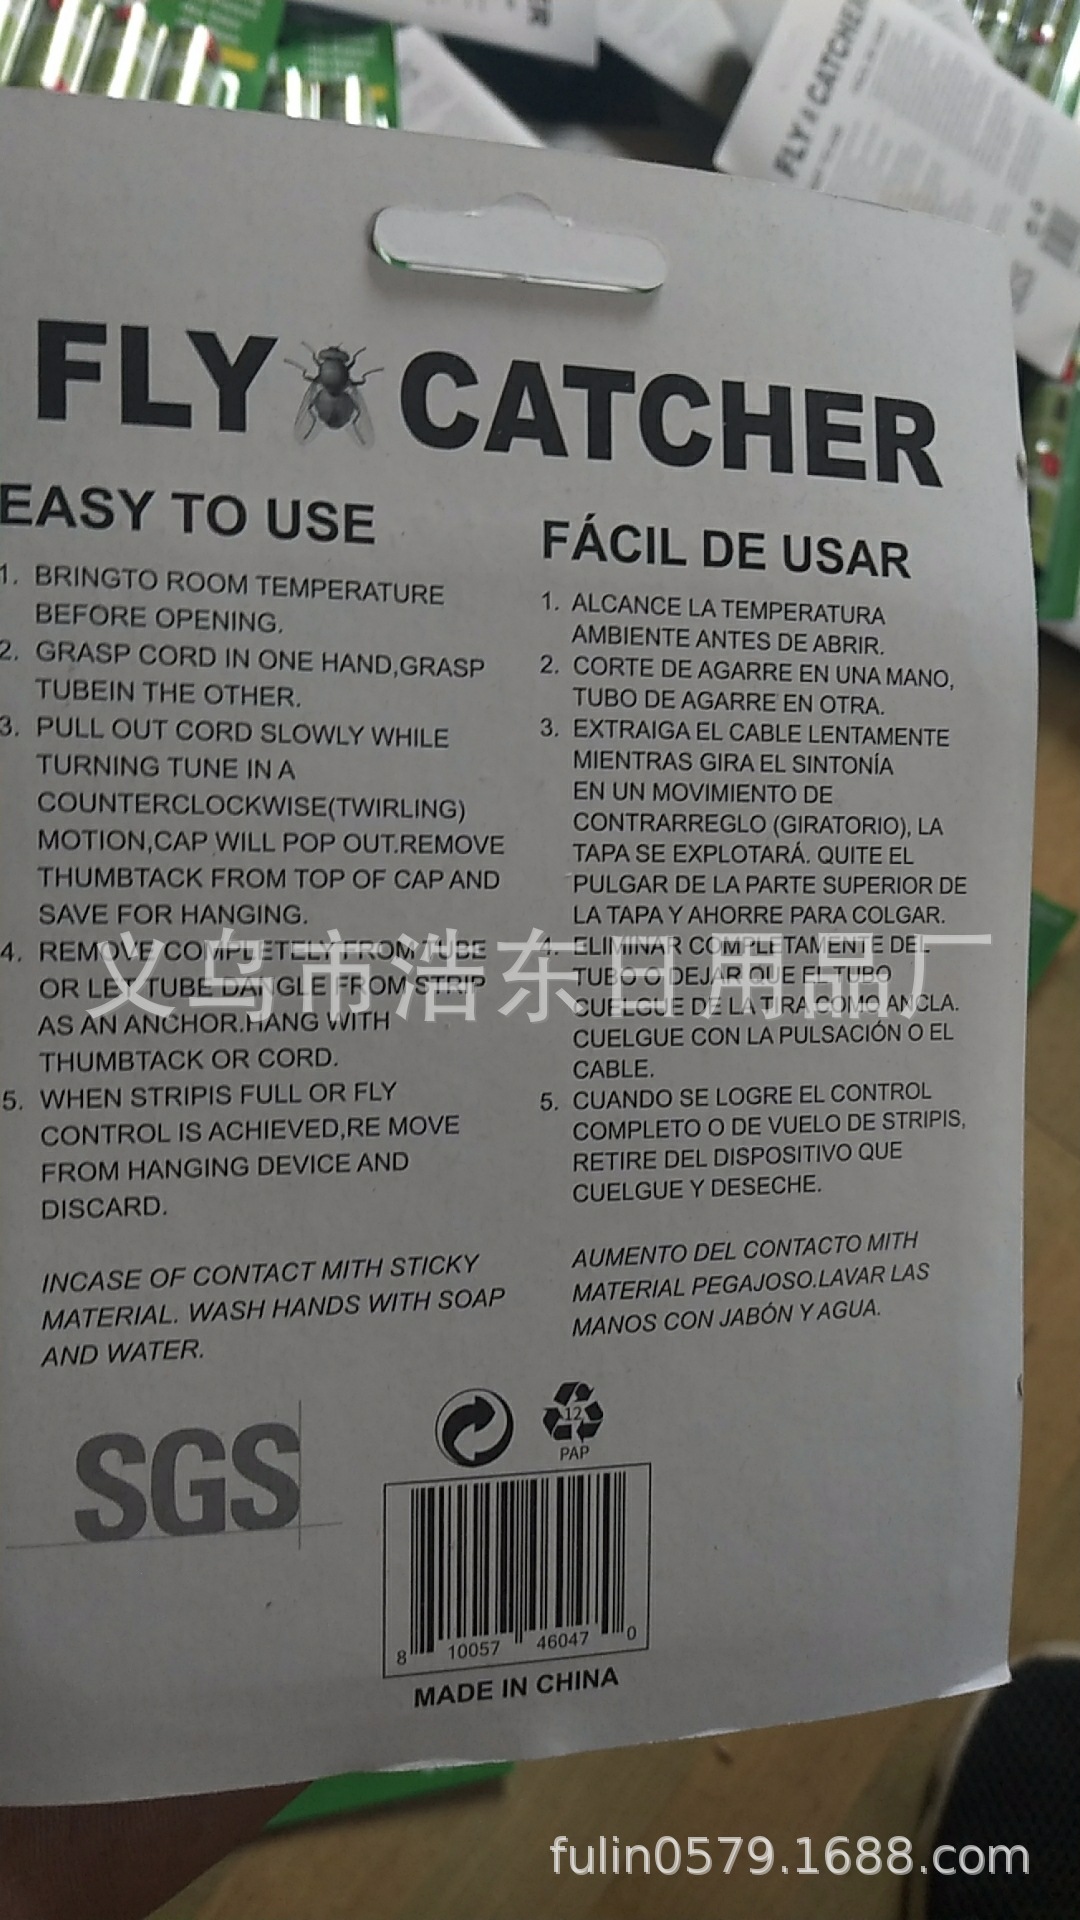 FLY CATCHER
EASY TO USE
1. BRINGTO ROOM TEMPERATURE
BEFORE OPENING.
2. GRASP CORD IN ONE HAND,GRASP
TUBEIN THE OTHER.
3. PULL OUT CORD SLOWLY WHILE
TURNING TUNE IN A
COUNTERCLOCKWISE(TWIRLING)
MOTION,CAP WILL POP OUT.REMOVE
THUMBTACK FROM TOP OF CAP AND
SAVE FOR HANGING.
4. REMOVE COMPLETELY FROM TUBE
OR LET TUBE DANGLE FROM STRIP
AS AN ANCHOR.HANG WITH
THUMBTACK OR CORD.
5. WHEN STRIPIS FULL OR FLY
CONTROL IS ACHIEVED,RE MOVE
FROM HANGING DEVICE AND
DISCARD.
INCASE OF CONTACT MITH STICKY
MATERIAL. WASH HANDS WITH SOAP
AND WATER.
FÁCIL DE USAR
1. ALCANCE LA TEMPERATURA
AMBIENTE ANTES DE ABRIR.
2. CORTE DE AGARRE EN UNA MANO,
TUBO DE AGARRE EN OTRA.
3. EXTRAIGA EL CABLE LENTAMENTE
MIENTRAS GIRA EL SINTONÍA
EN UN MOVIMIENTO DE
CONTRARREGLO (GIRATORIO), LA
TAPA SE EXPLOTARÁ. QUITE EL
PULGAR DE LA PARTE SUPERIOR DE
LA TAPA Y AHORRE PARA COLGAR.
4. ELIMINAR COMPLETAMENTE DEL
TUBO O DEJAR QUE EL TUBO
CUELGUE DE LA TIRA COMO ANCLA.
CUELGUE CON LA PULSACIÓN O EL
CABLE.
5. CUANDO SE LOGRE EL CONTROL
COMPLETO O DE VUELO DE STRIPIS,
RETIRE DEL DISPOSITIVO QUE
CUELGUE Y DESECHE.
AUMENTO DEL CONTACTO MITH
MATERIAL PEGAJOSO.LAVAR LAS
MANOS CON JABÓN Y AGUA.
义乌市浩东日用品厂
SGS
12
PAP
8 10057 46047 0
MADE IN CHINA
FLY CATCHER
fulin0579.1688.com